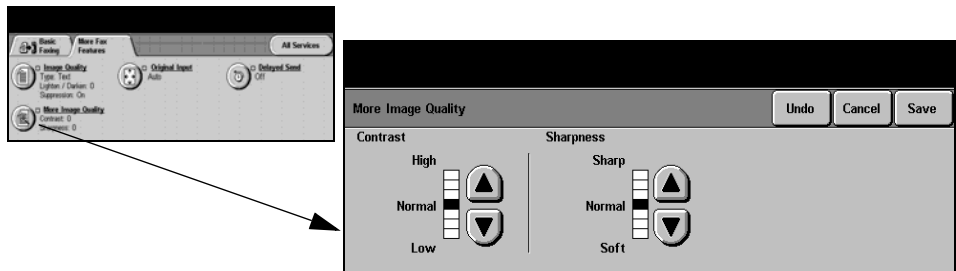 Basic Faxing
More Fax Features
All Services
Image Quality
Type: Text
Lighten / Darken: 0
Suppression: On
Original Input
Auto
Delayed Send
Off
More Image Quality
Contrast: 0
Sharpness: 0
More Image Quality
Undo
Cancel
Save
Contrast
High
Normal
Low
Sharpness
Sharp
Normal
Soft